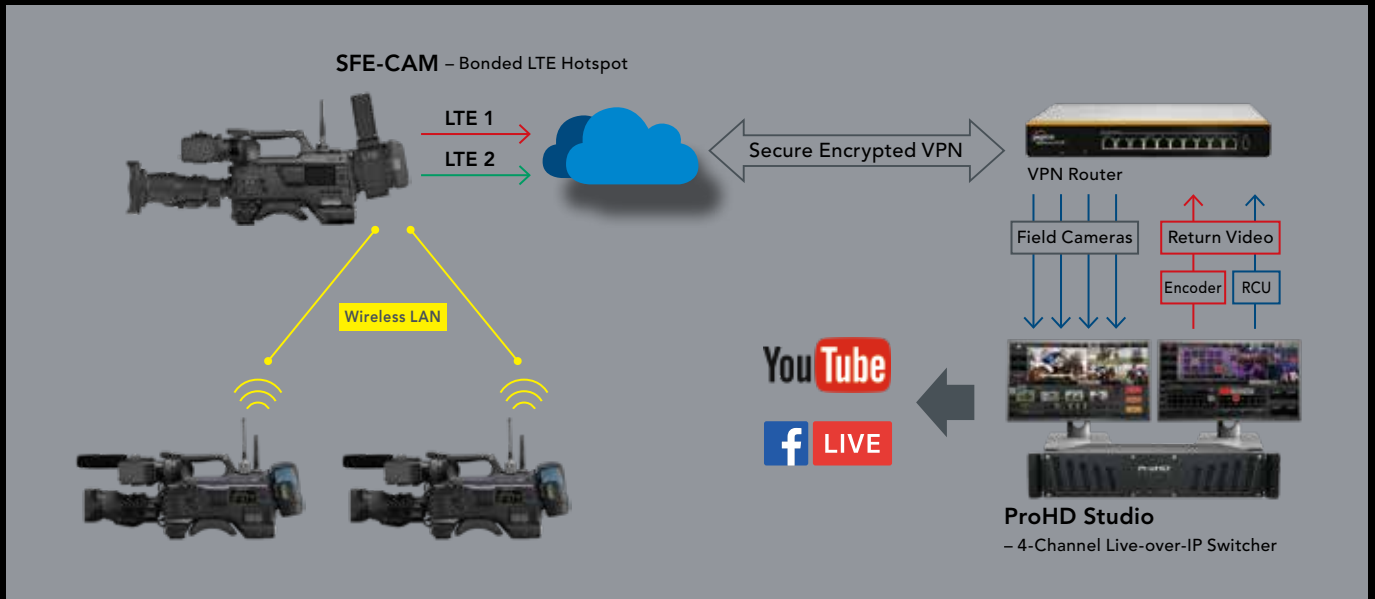 SFE-CAM – Bonded LTE Hotspot
LTE 1
LTE 2
Secure Encrypted VPN
VPN Router
Field Cameras
Return Video
Encoder
RCU
Wireless LAN
YouTube
f LIVE
ProHD
ProHD Studio
– 4-Channel Live-over-IP Switcher